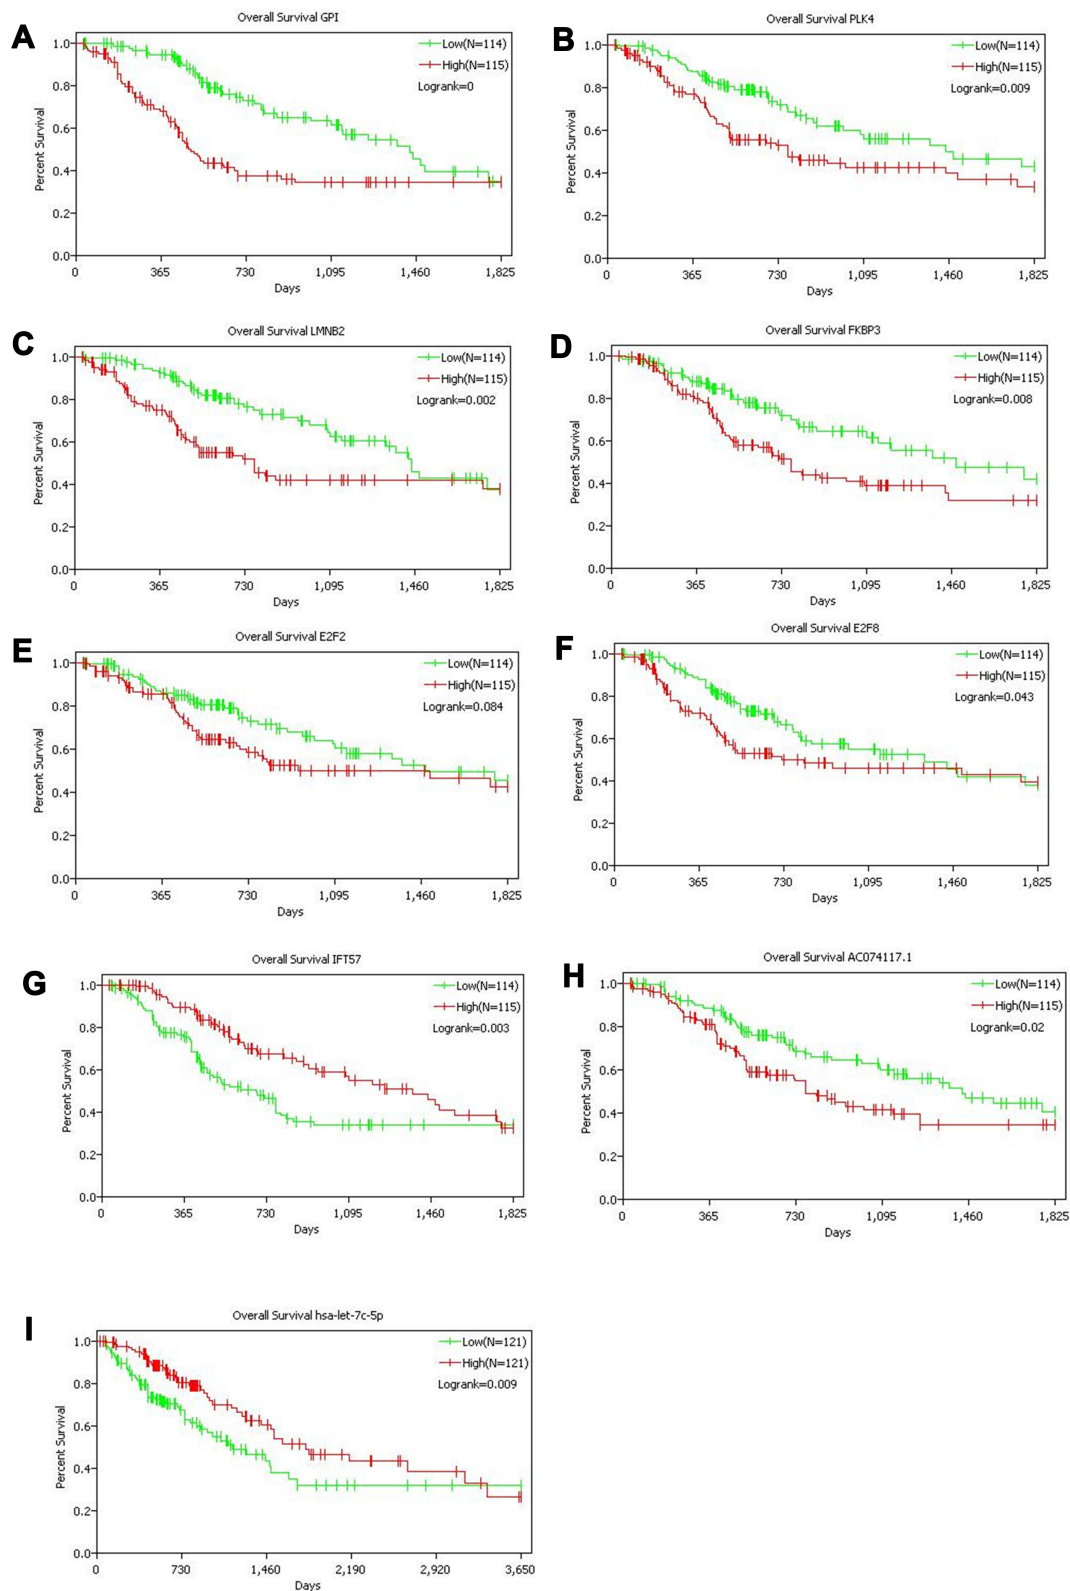 A
Overall Survival GPI
Low(N=114)
High(N=115)
Logrank=0
Percent Survival
1.0
0.8
0.6
0.4
0.2
0.0
0 365 730 1,095 1,460 1,825
Days
B
Overall Survival PLK4
Low(N=114)
High(N=115)
Logrank=0.009
Percent Survival
1.0
0.8
0.6
0.4
0.2
0.0
0 365 730 1,095 1,460 1,825
Days
C
Overall Survival LMNB2
Low(N=114)
High(N=115)
Logrank=0.002
Percent Survival
1.0
0.8
0.6
0.4
0.2
0.0
0 365 730 1,095 1,460 1,825
Days
D
Overall Survival FKBP3
Low(N=114)
High(N=115)
Logrank=0.008
Percent Survival
1.0
0.8
0.6
0.4
0.2
0.0
0 365 730 1,095 1,460 1,825
Days
E
Overall Survival E2F2
Low(N=114)
High(N=115)
Logrank=0.084
Percent Survival
1.0
0.8
0.6
0.4
0.2
0.0
0 365 730 1,095 1,460 1,825
Days
F
Overall Survival E2F8
Low(N=114)
High(N=115)
Logrank=0.043
Percent Survival
1.0
0.8
0.6
0.4
0.2
0.0
0 365 730 1,095 1,460 1,825
Days
G
Overall Survival IFT57
Low(N=114)
High(N=115)
Logrank=0.003
Percent Survival
1.0
0.8
0.6
0.4
0.2
0.0
0 365 730 1,095 1,460 1,825
Days
H
Overall Survival AC074117.1
Low(N=114)
High(N=115)
Logrank=0.02
Percent Survival
1.0
0.8
0.6
0.4
0.2
0.0
0 365 730 1,095 1,460 1,825
Days
I
Overall Survival hsa-let-7c-5p
Low(N=121)
High(N=121)
Logrank=0.009
Percent Survival
1.0
0.8
0.6
0.4
0.2
0.0
0 730 1,460 2,190 2,920 3,650
Days